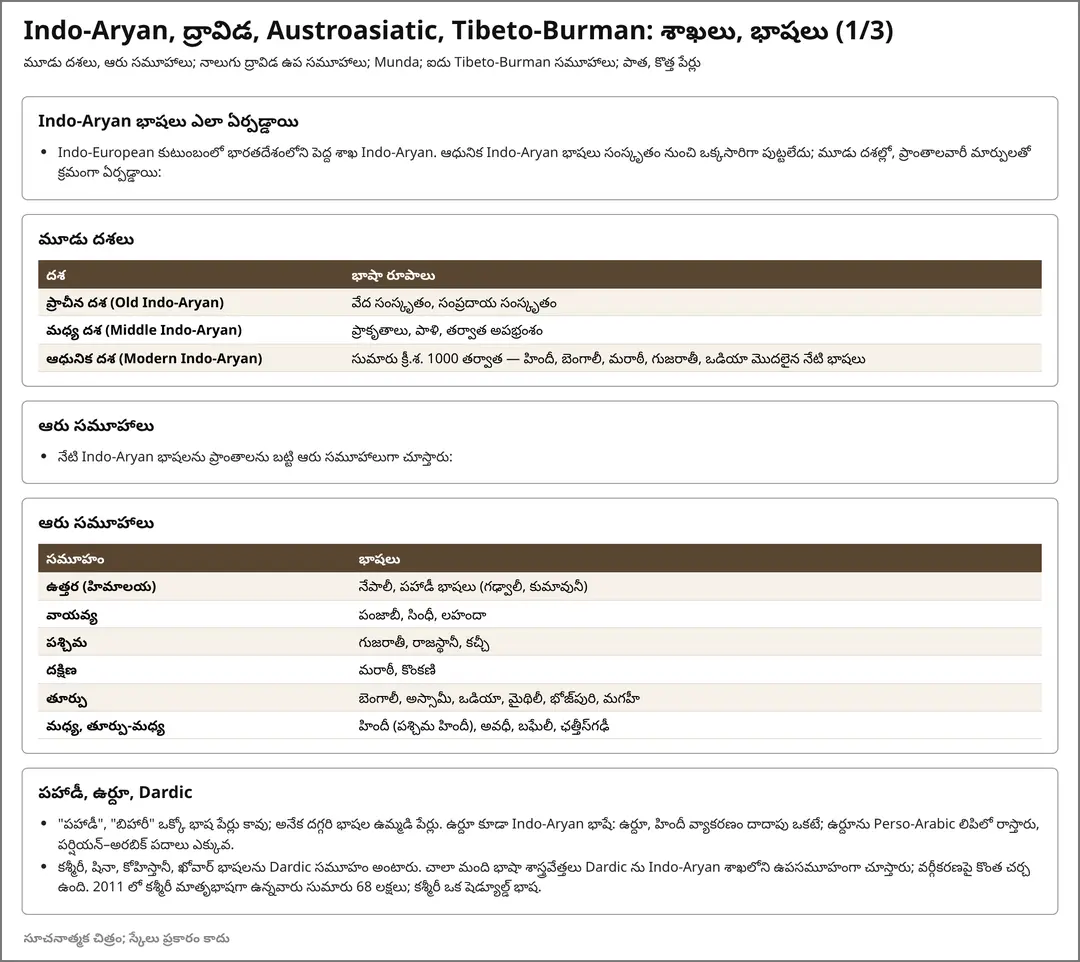 Indo-Aryan, ద్రావిడ, Austroasiatic, Tibeto-Burman: శాఖలు, భాషలు (1/3)
మూడు దశలు, ఆరు సమూహాలు; నాలుగు ద్రావిడ ఉప సమూహాలు; Munda; ఐదు Tibeto-Burman సమూహాలు; పాత, కొత్త పేర్లు
Indo-Aryan భాషలు ఎలా ఏర్పడ్డాయి
• Indo-European కుటుంబంలో భారతదేశంలోని పెద్ద శాఖ Indo-Aryan. ఆధునిక Indo-Aryan భాషలు సంస్కృతం నుంచి ఒక్కసారిగా పుట్టలేదు; మూడు దశల్లో, ప్రాంతాలవారీ మార్పులతో
క్రమంగా ఏర్పడ్డాయి:
మూడు దశలు
దశ భాషా రూపాలు
ప్రాచీన దశ (Old Indo-Aryan) వేద సంస్కృతం, సంప్రదాయ సంస్కృతం
మధ్య దశ (Middle Indo-Aryan) ప్రాకృతాలు, పాళి, తర్వాత అపభ్రంశం
ఆధునిక దశ (Modern Indo-Aryan) సుమారు క్రీ.శ. 1000 తర్వాత — హిందీ, బెంగాలీ, మరాఠీ, గుజరాతీ, ఒడియా మొదలైన నేటి భాషలు
ఆరు సమూహాలు
• నేటి Indo-Aryan భాషలను ప్రాంతాలను బట్టి ఆరు సమూహాలుగా చూస్తారు:
ఆరు సమూహాలు
సమూహం భాషలు
ఉత్తర (హిమాలయ) నేపాలీ, పహాడీ భాషలు (గఢ్వాలీ, కుమావునీ)
వాయవ్య పంజాబీ, సింధీ, లహందా
పశ్చిమ గుజరాతీ, రాజస్థానీ, కచ్చీ
దక్షిణ మరాఠీ, కొంకణి
తూర్పు బెంగాలీ, అస్సామీ, ఒడియా, మైథిలీ, భోజ్‌పురి, మగహీ
మధ్య, తూర్పు-మధ్య హిందీ (పశ్చిమ హిందీ), అవధీ, బఘేలీ, ఛత్తీస్‌గఢీ
పహాడీ, ఉర్దూ, Dardic
• "పహాడీ", "బిహారీ" ఒక్కో భాష పేర్లు కావు; అనేక దగ్గరి భాషల ఉమ్మడి పేర్లు. ఉర్దూ కూడా Indo-Aryan భాషే: ఉర్దూ, హిందీ వ్యాకరణం దాదాపు ఒకటే; ఉర్దూను Perso-Arabic లిపిలో రాస్తారు,
పర్షియన్–అరబిక్ పదాలు ఎక్కువ.
• కశ్మీరీ, షినా, కోహిస్తానీ, ఖోవార్ భాషలను Dardic సమూహం అంటారు. చాలా మంది భాషా శాస్త్రవేత్తలు Dardic ను Indo-Aryan శాఖలోని ఉపసమూహంగా చూస్తారు; వర్గీకరణపై కొంత చర్చ
ఉంది. 2011 లో కశ్మీరీ మాతృభాషగా ఉన్నవారు సుమారు 68 లక్షలు; కశ్మీరీ ఒక షెడ్యూల్డ్ భాష.
సూచనాత్మక చిత్రం; స్కేలు ప్రకారం కాదు